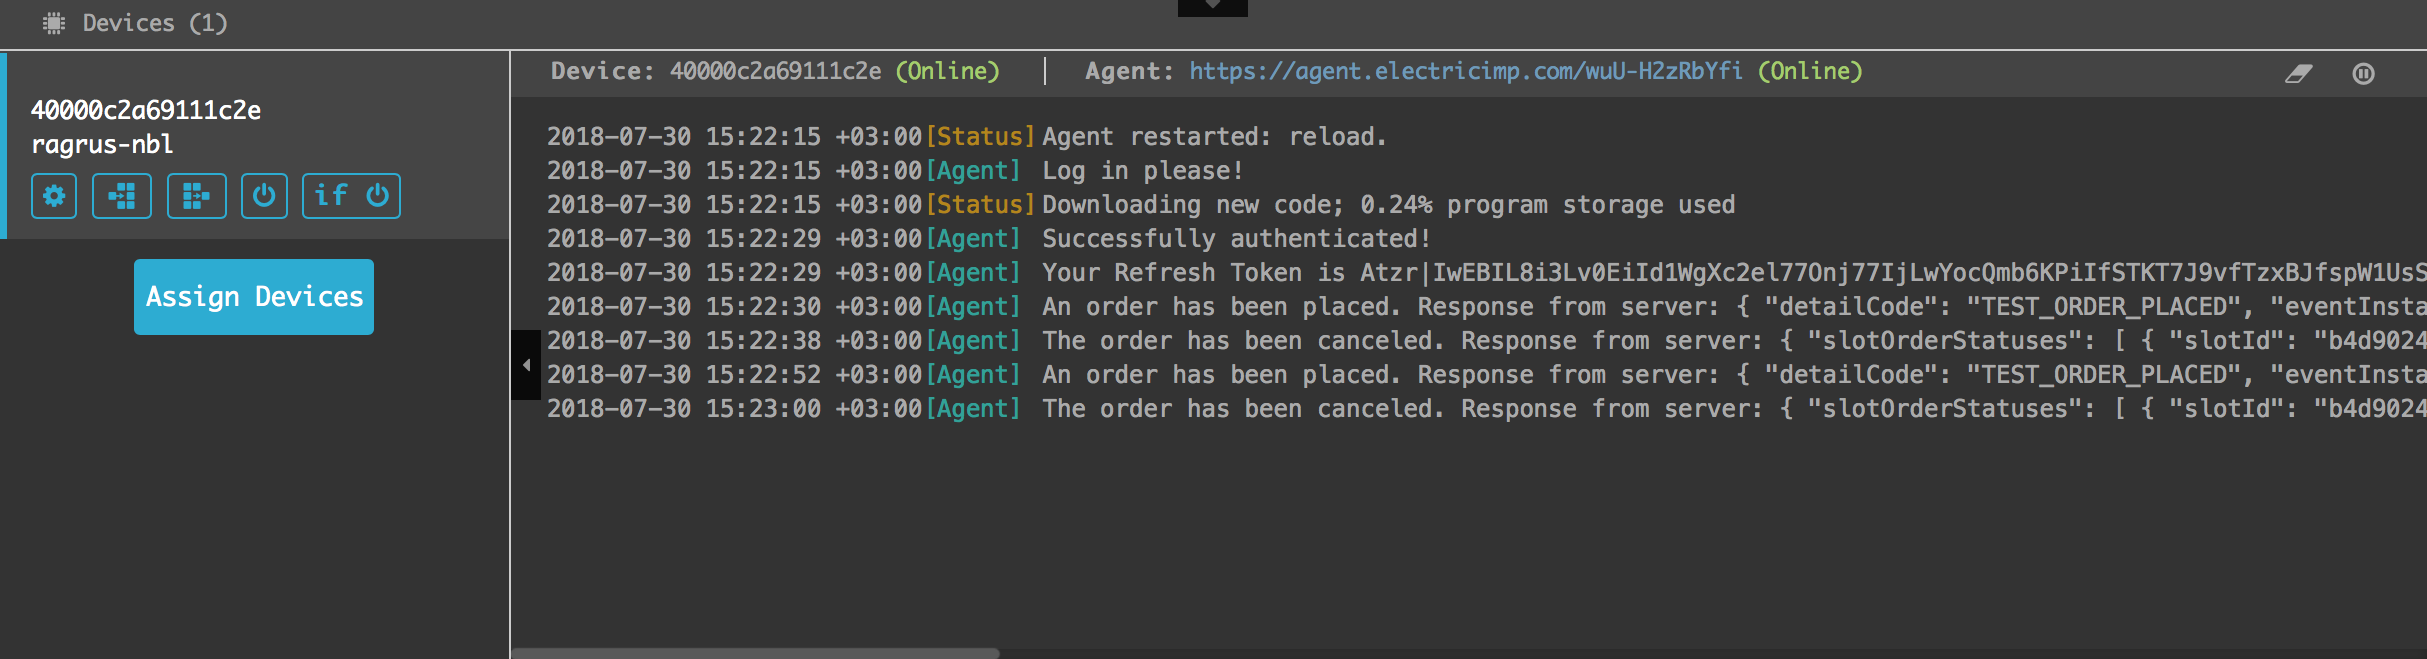 Devices (1)
40000c2a69111c2e
ragrus-nbl
if
Assign Devices
Device: 40000c2a69111c2e (Online) Agent: https://agent.electricimp.com/wuU-H2zRbYfi (Online)
2018-07-30 15:22:15 +03:00[Status] Agent restarted: reload.
2018-07-30 15:22:15 +03:00[Agent] Log in please!
2018-07-30 15:22:15 +03:00[Status] Downloading new code; 0.24% program storage used
2018-07-30 15:22:29 +03:00[Agent] Successfully authenticated!
2018-07-30 15:22:29 +03:00[Agent] Your Refresh Token is Atzr|IwEBIL8i3Lv0EiId1WgXc2el77Onj77IjLwYocQmb6KPiIfSTKT7J9vfTzxBJfspW1UsS
2018-07-30 15:22:30 +03:00[Agent] An order has been placed. Response from server: { "detailCode": "TEST_ORDER_PLACED", "eventInsta
2018-07-30 15:22:38 +03:00[Agent] The order has been canceled. Response from server: { "slotOrderStatuses": [ { "slotId": "b4d9024
2018-07-30 15:22:52 +03:00[Agent] An order has been placed. Response from server: { "detailCode": "TEST_ORDER_PLACED", "eventInsta
2018-07-30 15:23:00 +03:00[Agent] The order has been canceled. Response from server: { "slotOrderStatuses": [ { "slotId": "b4d9024